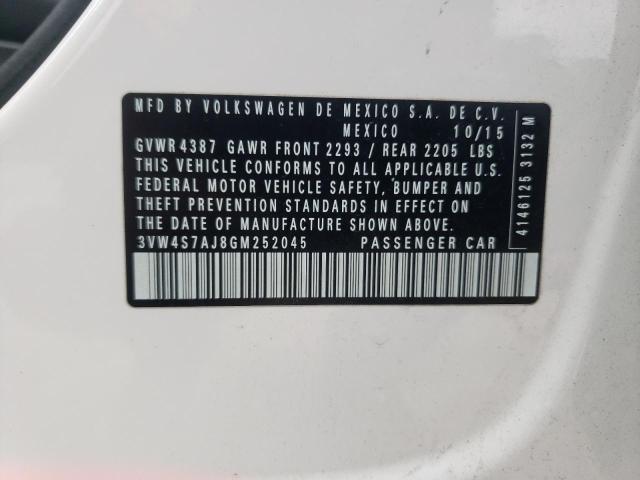 MFD BY VOLKSWAGEN DE MEXICO S.A. DE C.V.
MEXICO 10/15
GVWR 4387 GAWR FRONT 2293 / REAR 2205 LBS
THIS VEHICLE CONFORMS TO ALL APPLICABLE U.S.
FEDERAL MOTOR VEHICLE SAFETY, BUMPER AND
THEFT PREVENTION STANDARDS IN EFFECT ON
THE DATE OF MANUFACTURE SHOWN ABOVE.
3VW4S7AJ8GM252045 PASSENGER CAR
4146125 3132 M